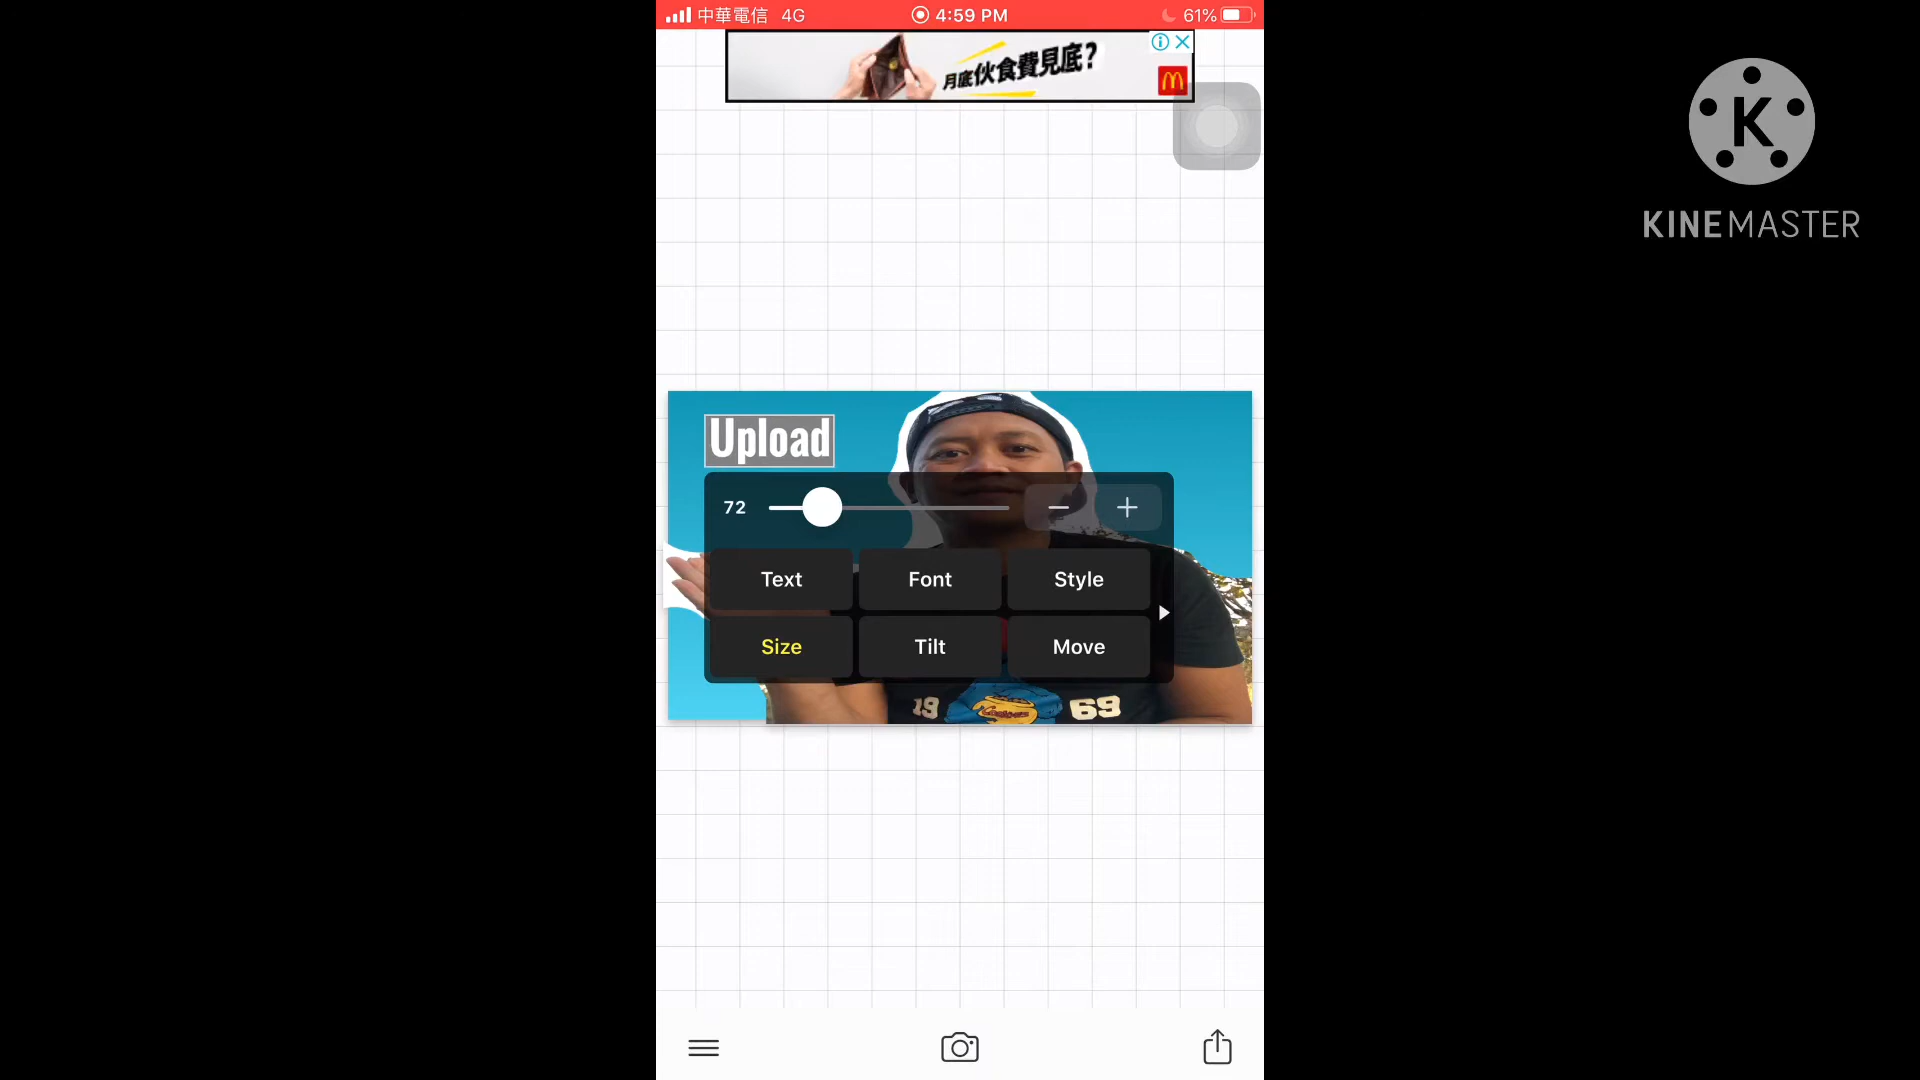 中華電信 4G 4:59 PM 61%
月底伙食費見底?
K
KINEMASTER
Upload
72
Text Font Style
Size Tilt Move
19 69